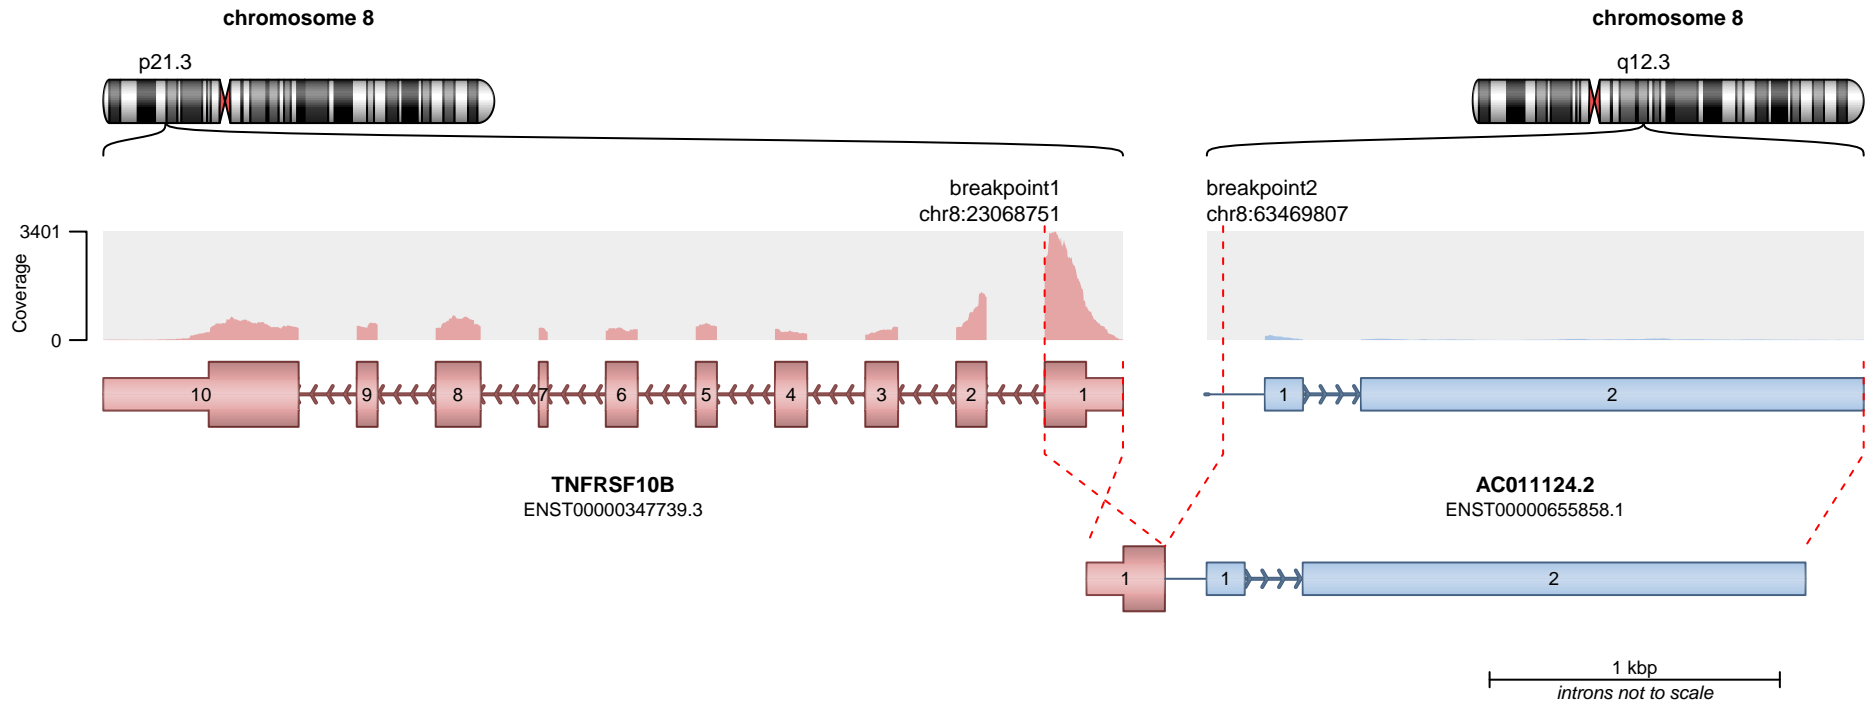 chromosome 8
chromosome 8
p21.3
q12.3
breakpoint1
chr8:23068751
breakpoint2
chr8:63469807
3401
Coverage
0
10
9
8
7
6
5
4
3
2
1
1
2
TNFRSF10B
ENST00000347739.3
AC011124.2
ENST00000655858.1
1
1
2
1 kbp
introns not to scale